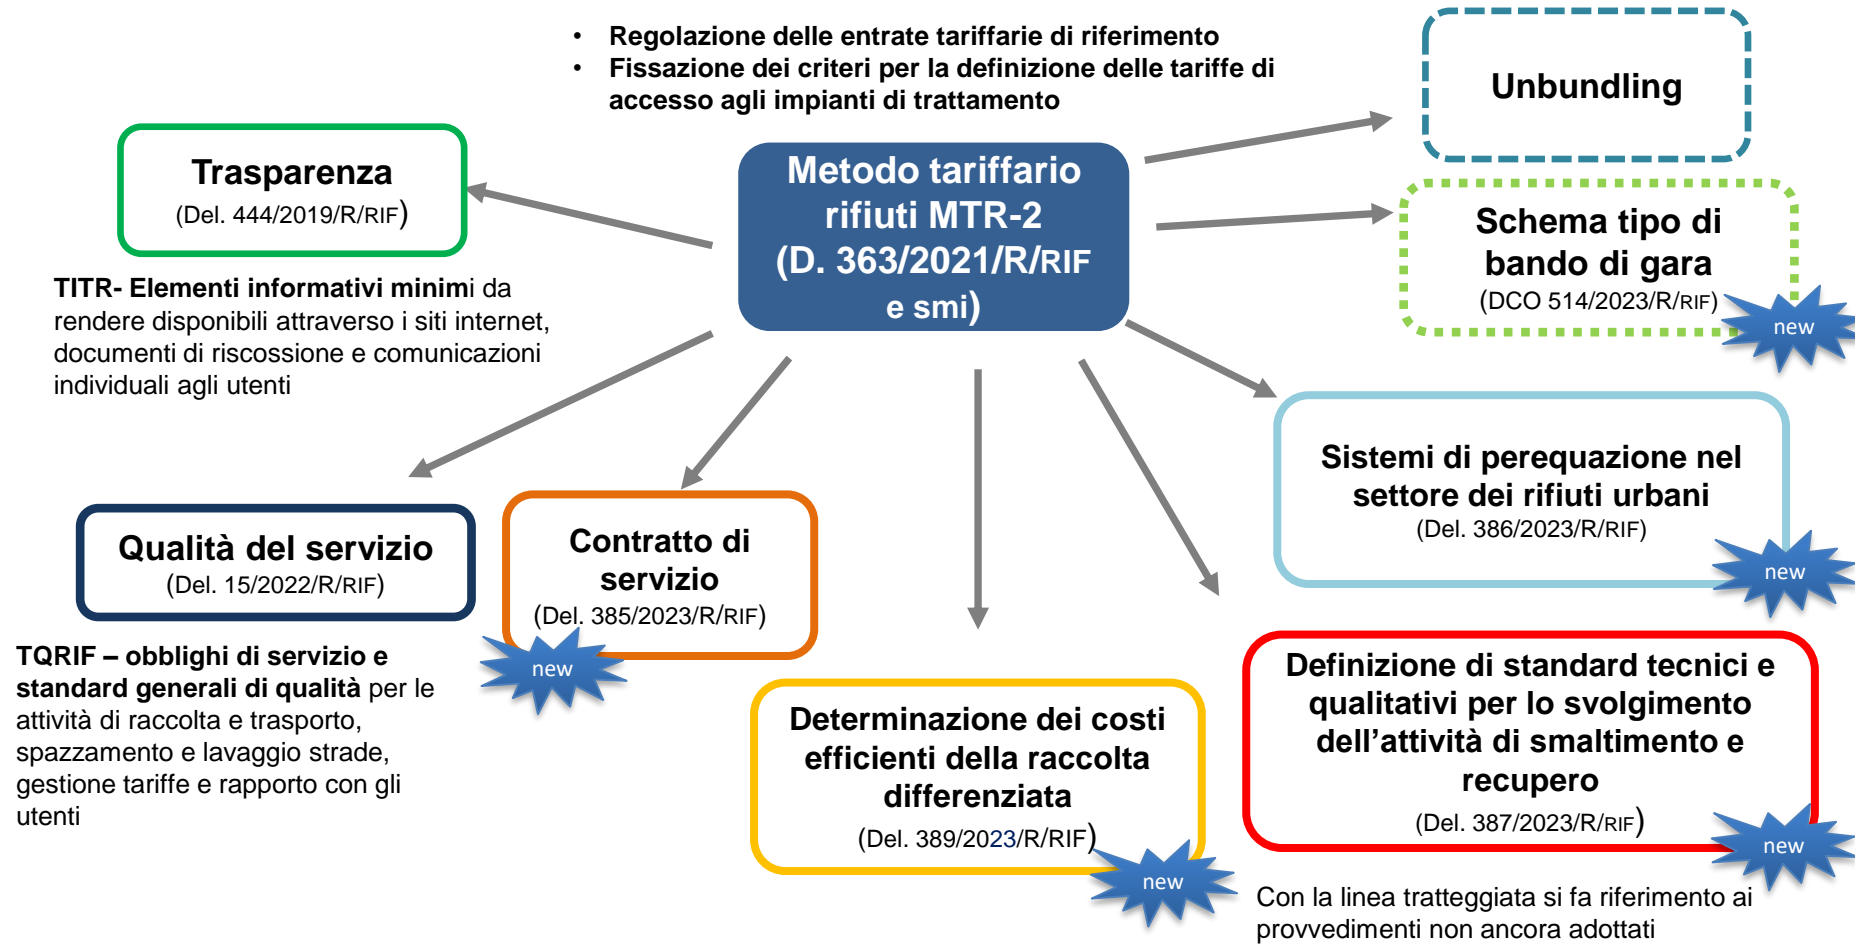 • Regolazione delle entrate tariffarie di riferimento
• Fissazione dei criteri per la definizione delle tariffe di
accesso agli impianti di trattamento
Unbundling
Trasparenza
(Del. 444/2019/R/RIF)
Metodo tariffario
rifiuti MTR-2
(D. 363/2021/R/RIF
e smi)
Schema tipo di
bando di gara
(DCO 514/2023/R/RIF)
new
TITR- Elementi informativi minimi da
rendere disponibili attraverso i siti internet,
documenti di riscossione e comunicazioni
individuali agli utenti
Sistemi di perequazione nel
settore dei rifiuti urbani
(Del. 386/2023/R/RIF)
new
Qualità del servizio
(Del. 15/2022/R/RIF)
Contratto di
servizio
(Del. 385/2023/R/RIF)
new
TQRIF – obblighi di servizio e
standard generali di qualità per le
attività di raccolta e trasporto,
spazzamento e lavaggio strade,
gestione tariffe e rapporto con gli
utenti
Determinazione dei costi
efficienti della raccolta
differenziata
(Del. 389/2023/R/RIF)
new
Definizione di standard tecnici e
qualitativi per lo svolgimento
dell’attività di smaltimento e
recupero
(Del. 387/2023/R/RIF)
new
Con la linea tratteggiata si fa riferimento ai
provvedimenti non ancora adottati